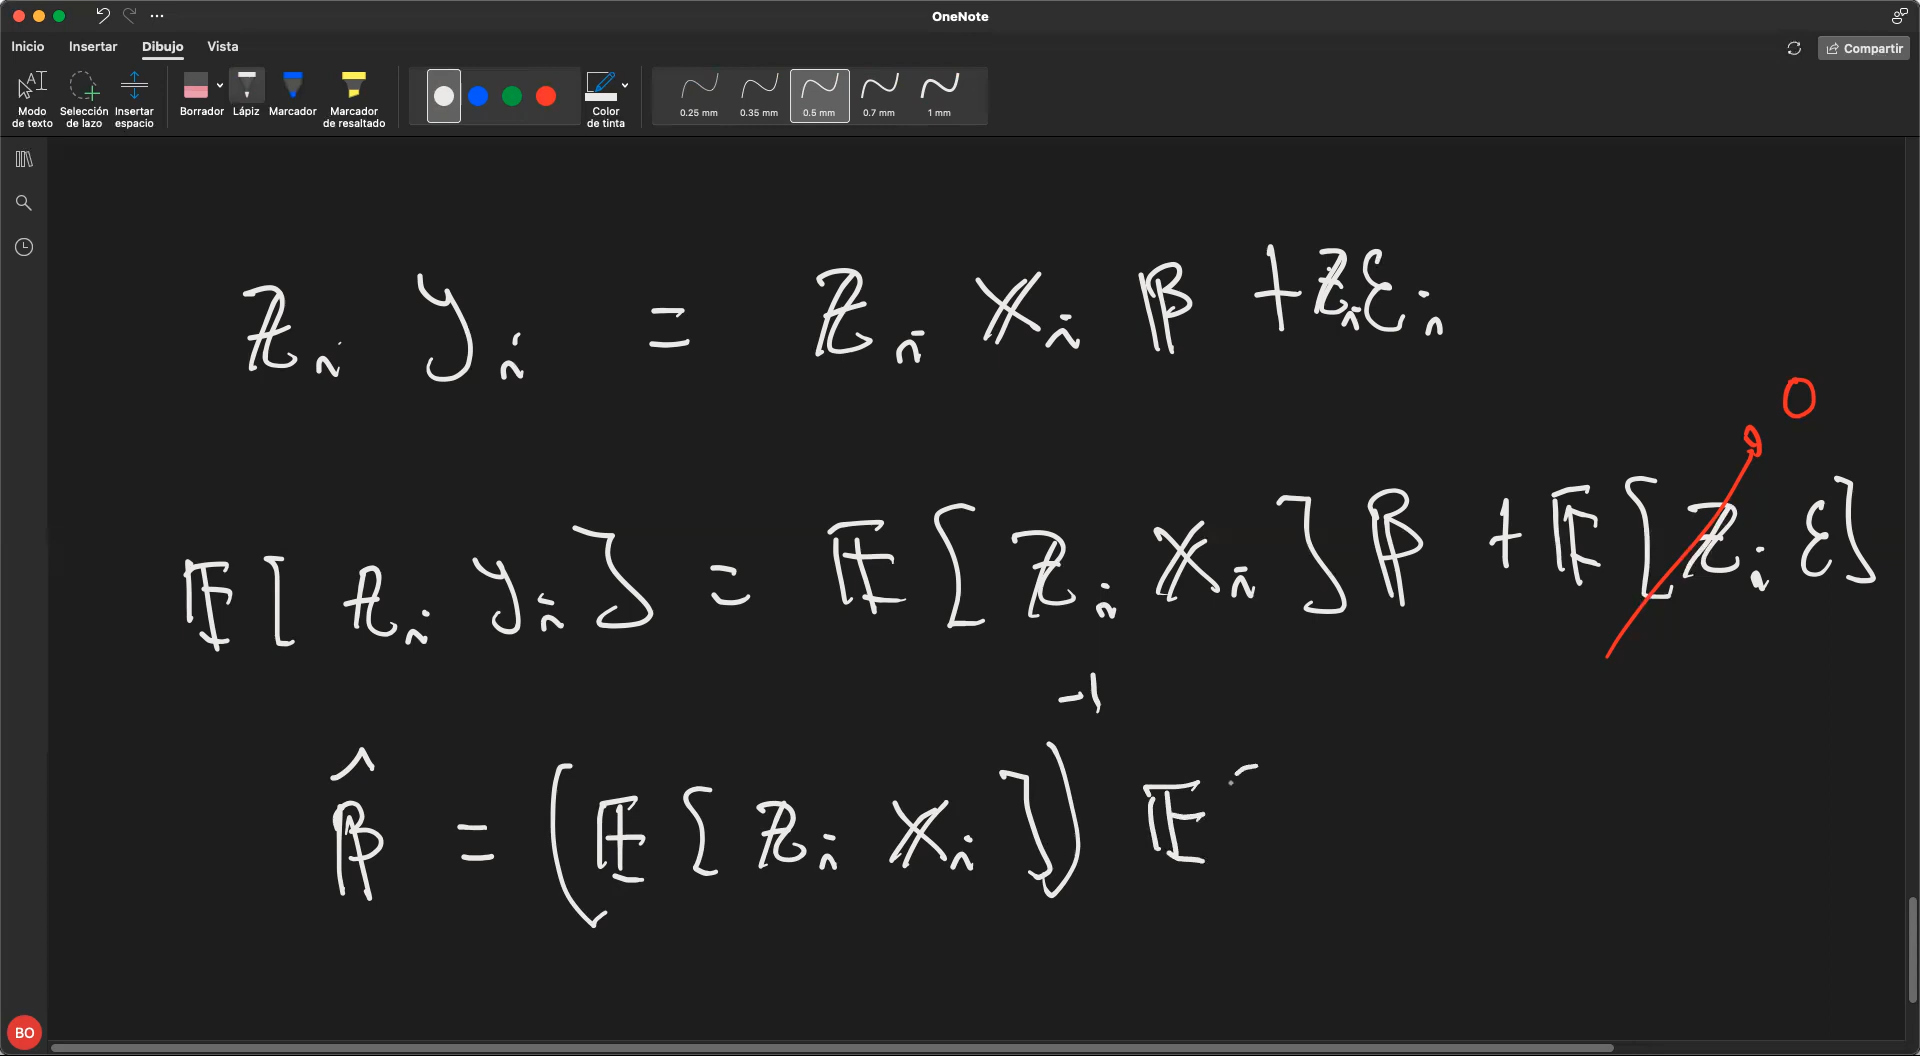 OneNote
Inicio Insertar Dibujo Vista Compartir
Modo de texto Selección de lazo Insertar espacio Borrador Lápiz Marcador Marcador de resaltado Color de tinta 0.25 mm 0.35 mm 0.5 mm 0.7 mm 1 mm
ℤᵢ yᵢ = ℤᵢ 𝕏ᵢ β + ℤᵢ εᵢ
0
𝔼[ℤᵢ yᵢ] = 𝔼[ℤᵢ 𝕏ᵢ] β + 𝔼[ℤᵢ ε]
β̂ = (𝔼[ℤᵢ 𝕏ᵢ])⁻¹ 𝔼
BO